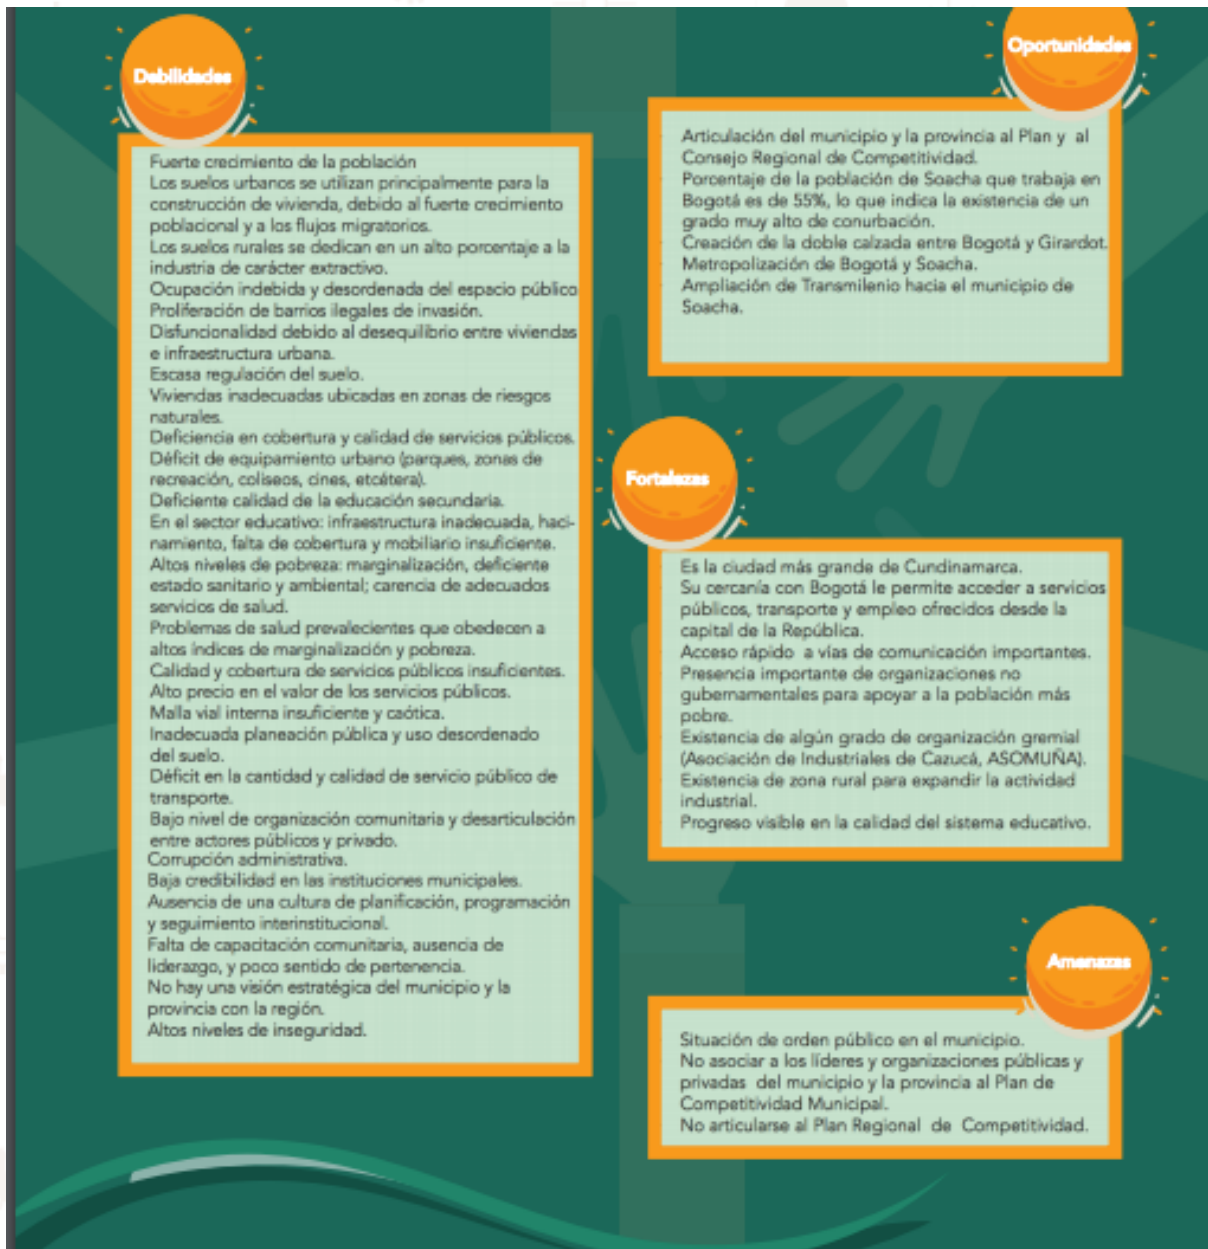 Debilidades
Fuerte crecimiento de la población
Los suelos urbanos se utilizan principalmente para la
construcción de vivienda, debido al fuerte crecimiento
poblacional y a los flujos migratorios.
Los suelos rurales se dedican en un alto porcentaje a la
industria de carácter extractivo.
Ocupación indebida y desordenada del espacio público
Proliferación de barrios ilegales de invasión.
Disfuncionalidad debido al desequilibrio entre viviendas
e infraestructura urbana.
Escasa regulación del suelo.
Viviendas inadecuadas ubicadas en zonas de riesgos
naturales.
Deficiencia en cobertura y calidad de servicios públicos.
Déficit de equipamiento urbano (parques, zonas de
recreación, coliseos, cines, etcétera).
Deficiente calidad de la educación secundaria.
En el sector educativo: infraestructura inadecuada, haci-
namiento, falta de cobertura y mobiliario insuficiente.
Altos niveles de pobreza: marginalización, deficiente
estado sanitario y ambiental; carencia de adecuados
servicios de salud.
Problemas de salud prevalecientes que obedecen a
altos índices de marginalización y pobreza.
Calidad y cobertura de servicios públicos insuficientes.
Alto precio en el valor de los servicios públicos.
Malla vial interna insuficiente y caótica.
Inadecuada planeación pública y uso desordenado
del suelo.
Déficit en la cantidad y calidad de servicio público de
transporte.
Bajo nivel de organización comunitaria y desarticulación
entre actores públicos y privado.
Corrupción administrativa.
Baja credibilidad en las instituciones municipales.
Ausencia de una cultura de planificación, programación
y seguimiento interinstitucional.
Falta de capacitación comunitaria, ausencia de
liderazgo, y poco sentido de pertenencia.
No hay una visión estratégica del municipio y la
provincia con la región.
Altos niveles de inseguridad.
Oportunidades
Articulación del municipio y la provincia al Plan y al
Consejo Regional de Competitividad.
Porcentaje de la población de Soacha que trabaja en
Bogotá es de 55%, lo que indica la existencia de un
grado muy alto de conurbación.
Creación de la doble calzada entre Bogotá y Girardot.
Metropolización de Bogotá y Soacha.
Ampliación de Transmilenio hacia el municipio de
Soacha.
Fortalezas
Es la ciudad más grande de Cundinamarca.
Su cercanía con Bogotá le permite acceder a servicios
públicos, transporte y empleo ofrecidos desde la
capital de la República.
Acceso rápido a vías de comunicación importantes.
Presencia importante de organizaciones no
gubernamentales para apoyar a la población más
pobre.
Existencia de algún grado de organización gremial
(Asociación de Industriales de Cazucá, ASOMUÑA).
Existencia de zona rural para expandir la actividad
industrial.
Progreso visible en la calidad del sistema educativo.
Amenazas
Situación de orden público en el municipio.
No asociar a los líderes y organizaciones públicas y
privadas del municipio y la provincia al Plan de
Competitividad Municipal.
No articularse al Plan Regional de Competitividad.